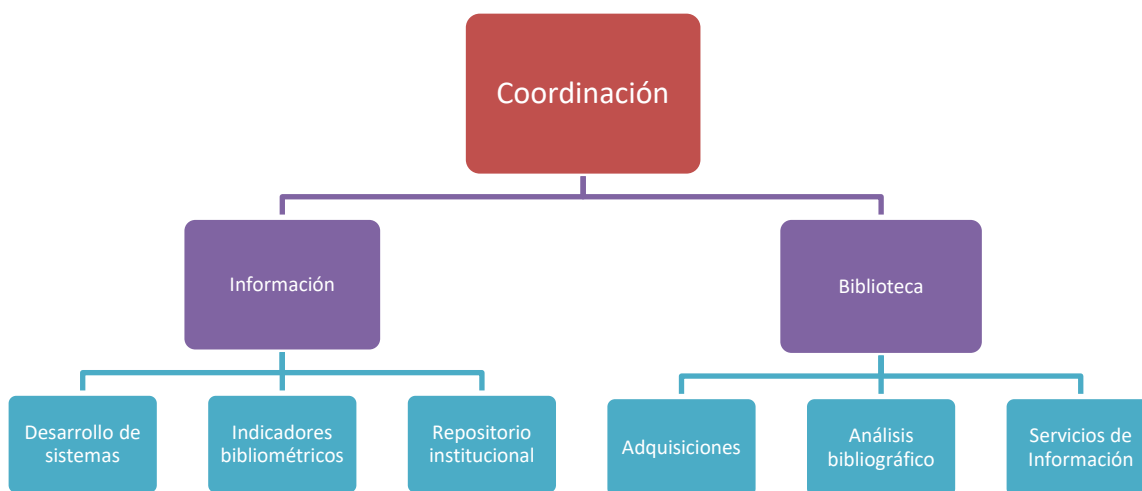 Coordinación
Información
Biblioteca
Desarrollo de
sistemas
Indicadores
bibliométricos
Repositorio
institucional
Adquisiciones
Análisis
bibliográfico
Servicios de
Información